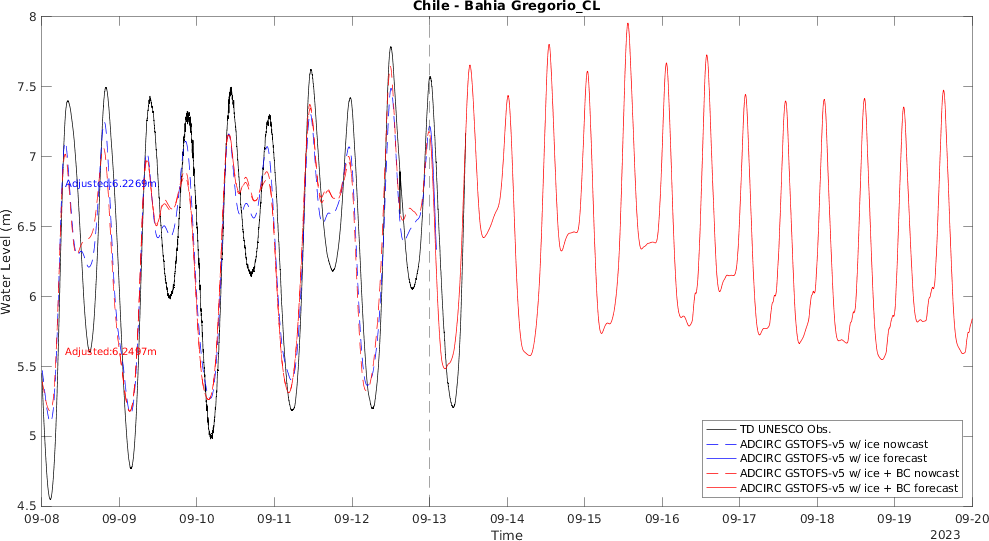 Chile - Bahia Gregorio_CL
8
7.5
7
6.5
6
5.5
5
4.5
Water Level (m)
Adjusted:6.2269m
Adjusted:6.2497m
TD UNESCO Obs.
ADCIRC GSTOFS-v5 w/ ice nowcast
ADCIRC GSTOFS-v5 w/ ice forecast
ADCIRC GSTOFS-v5 w/ ice + BC nowcast
ADCIRC GSTOFS-v5 w/ ice + BC forecast
09-08 09-09 09-10 09-11 09-12 09-13 09-14 09-15 09-16 09-17 09-18 09-19 09-20
Time
2023